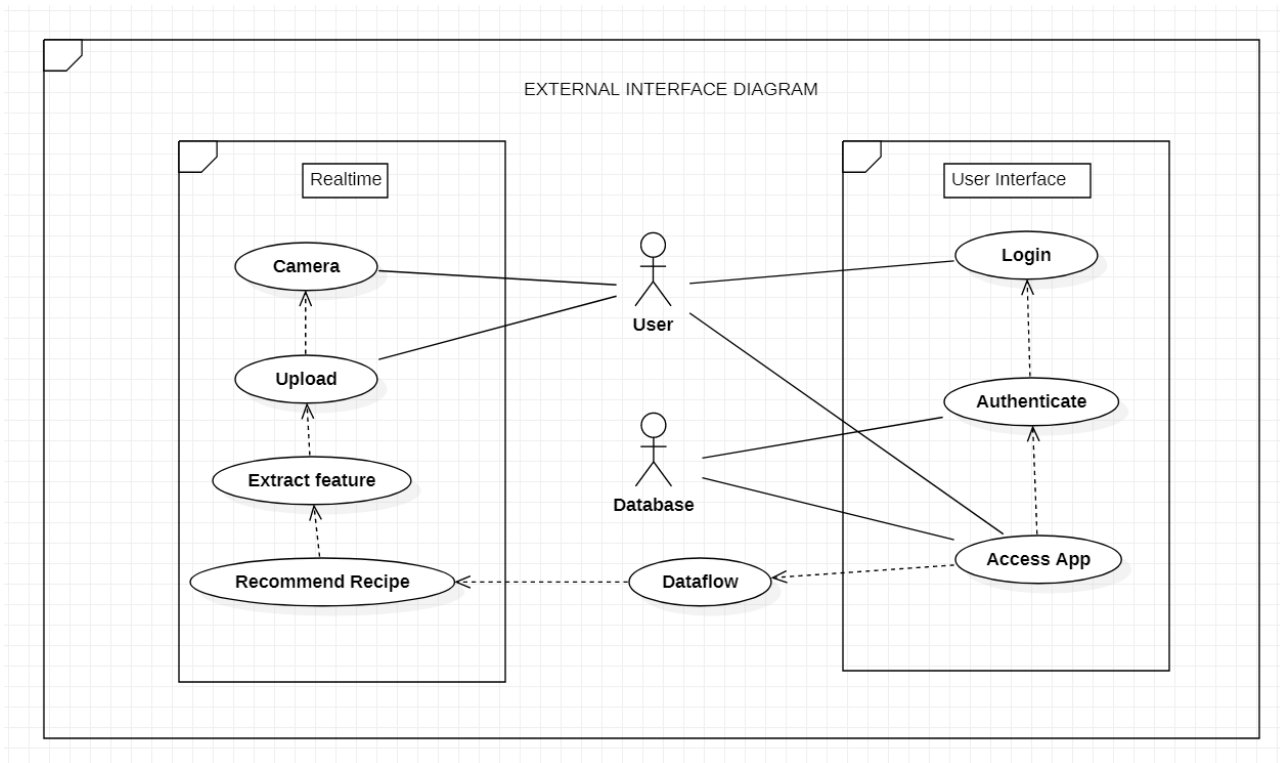 EXTERNAL INTERFACE DIAGRAM
Realtime
User Interface
Camera
Login
User
Upload
Authenticate
Extract feature
Database
Access App
Recommend Recipe
Dataflow